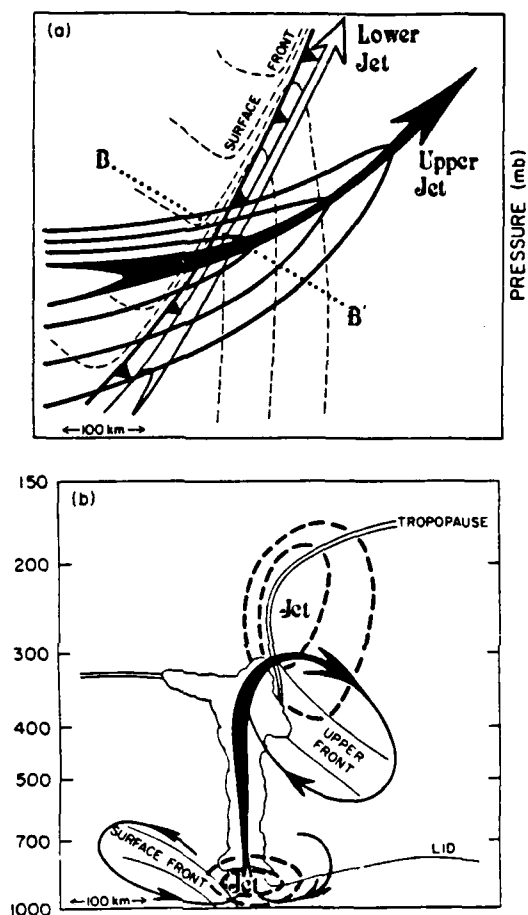 (a)
Lower
Jet
SURFACE FRONT
B
Upper
Jet
B'
100 km
PRESSURE (mb)
150
(b)
TROPOPAUSE
200
Jet
300
400
UPPER
FRONT
500
700
SURFACE FRONT
LID
Jet
1000
100 km